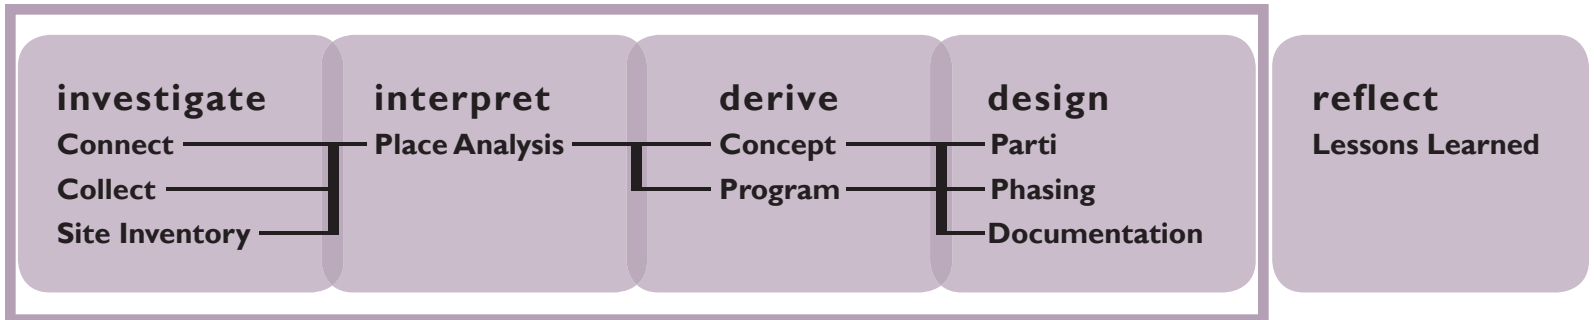 investigate
Connect
Collect
Site Inventory
interpret
Place Analysis
derive
Concept
Program
design
Parti
Phasing
Documentation
reflect
Lessons Learned